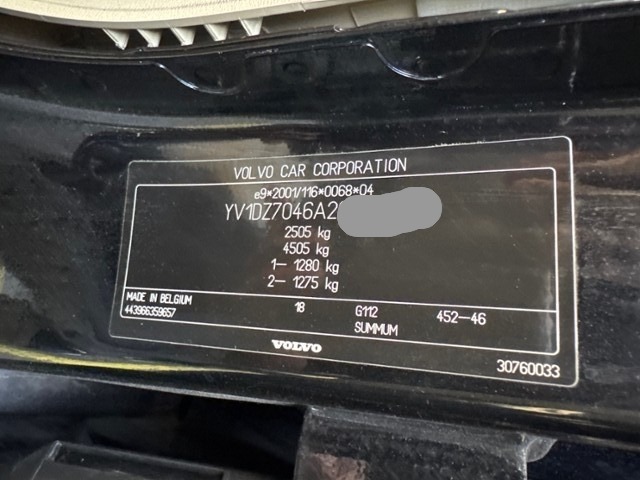 VOLVO CAR CORPORATION
e9*2001/116*0068*04
YV1DZ7046A2
2505 kg
4505 kg
1– 1280 kg
2– 1275 kg
MADE IN BELGIUM 18 G112 452-46
443966359657 SUMMUM
VOLVO
30760033